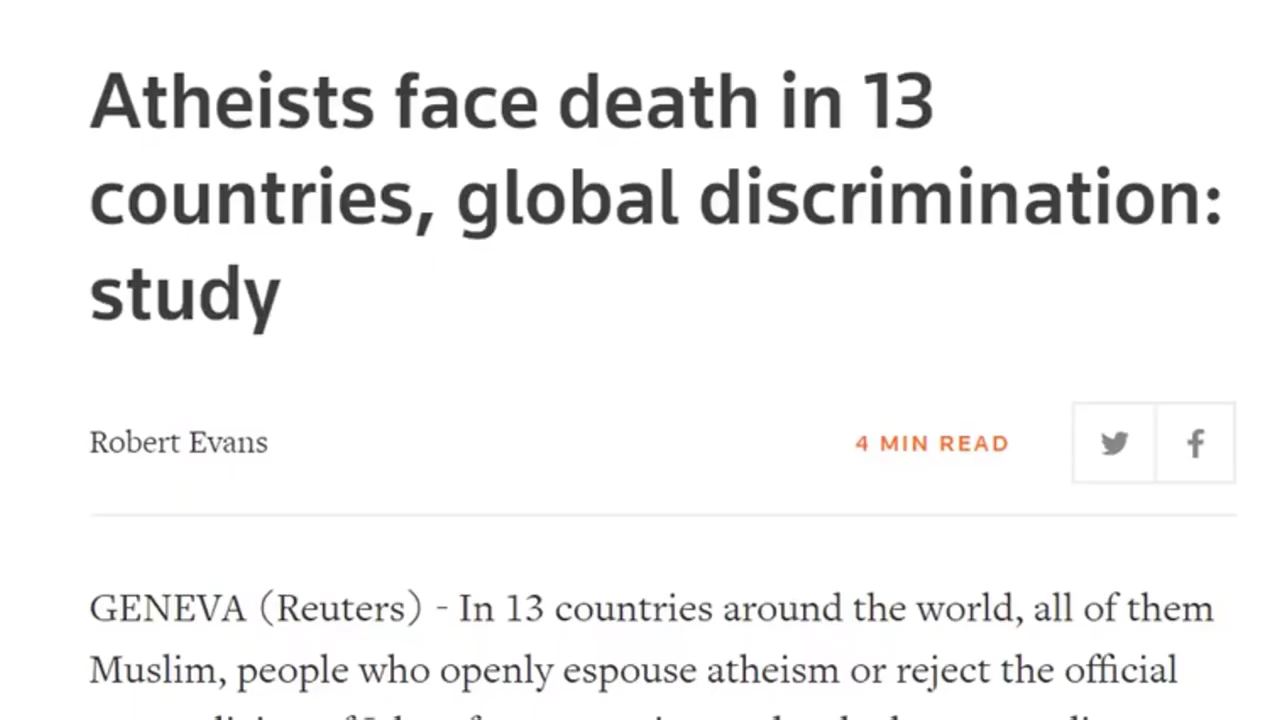 Atheists face death in 13
countries, global discrimination:
study
Robert Evans
4 MIN READ
GENEVA (Reuters) - In 13 countries around the world, all of them
Muslim, people who openly espouse atheism or reject the official